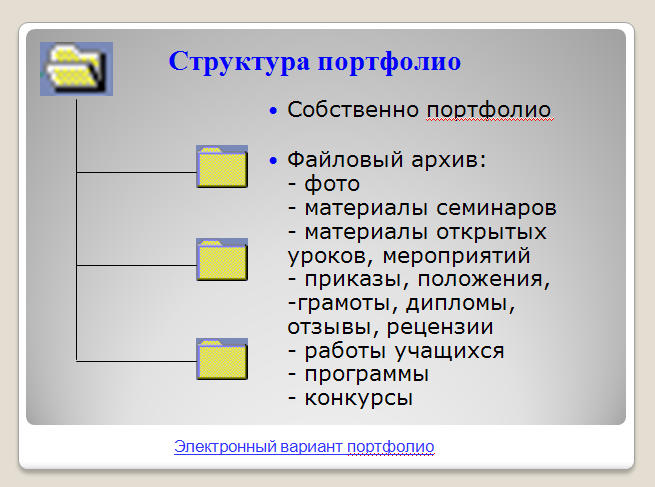 Структура портфолио
Собственно портфолио
Файловый архив:
- фото
- материалы семинаров
- материалы открытых
уроков, мероприятий
- приказы, положения,
-грамоты, дипломы,
отзывы, рецензии
- работы учащихся
- программы
- конкурсы
Электронный вариант портфолио